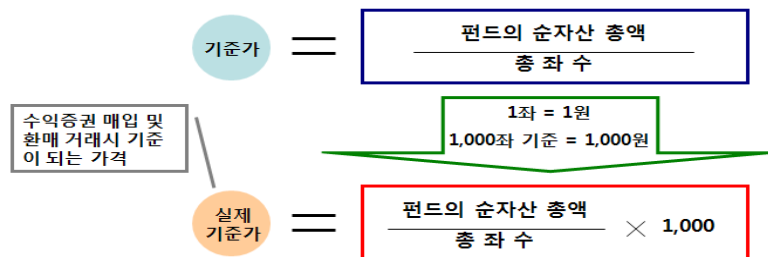 기준가 = 펀드의 순자산 총액
총 좌 수
수익증권 매입 및
환매 거래시 기준
이 되는 가격
1좌 = 1원
1,000좌 기준 = 1,000원
실제
기준가 = 펀드의 순자산 총액
총 좌 수 × 1,000